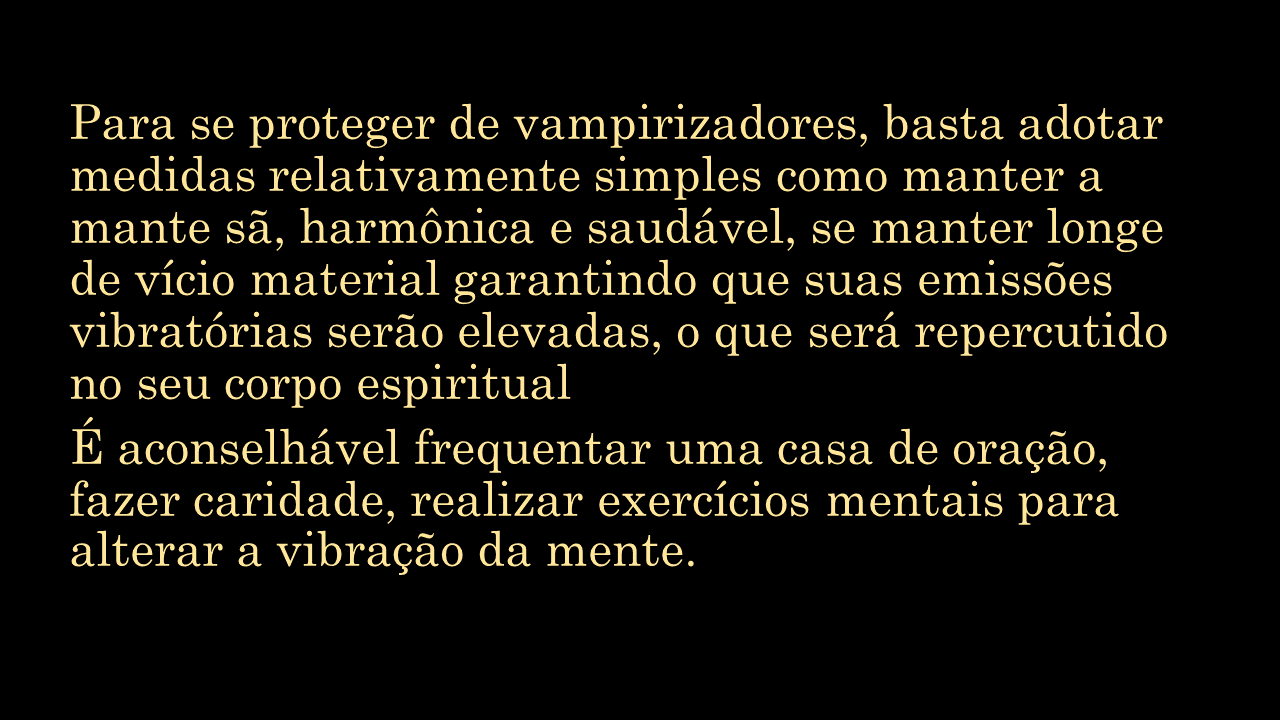 Para se proteger de vampirizadores, basta adotar
medidas relativamente simples como manter a
mante sã, harmônica e saudável, se manter longe
de vício material garantindo que suas emissões
vibratórias serão elevadas, o que será repercutido
no seu corpo espiritual
É aconselhável frequentar uma casa de oração,
fazer caridade, realizar exercícios mentais para
alterar a vibração da mente.